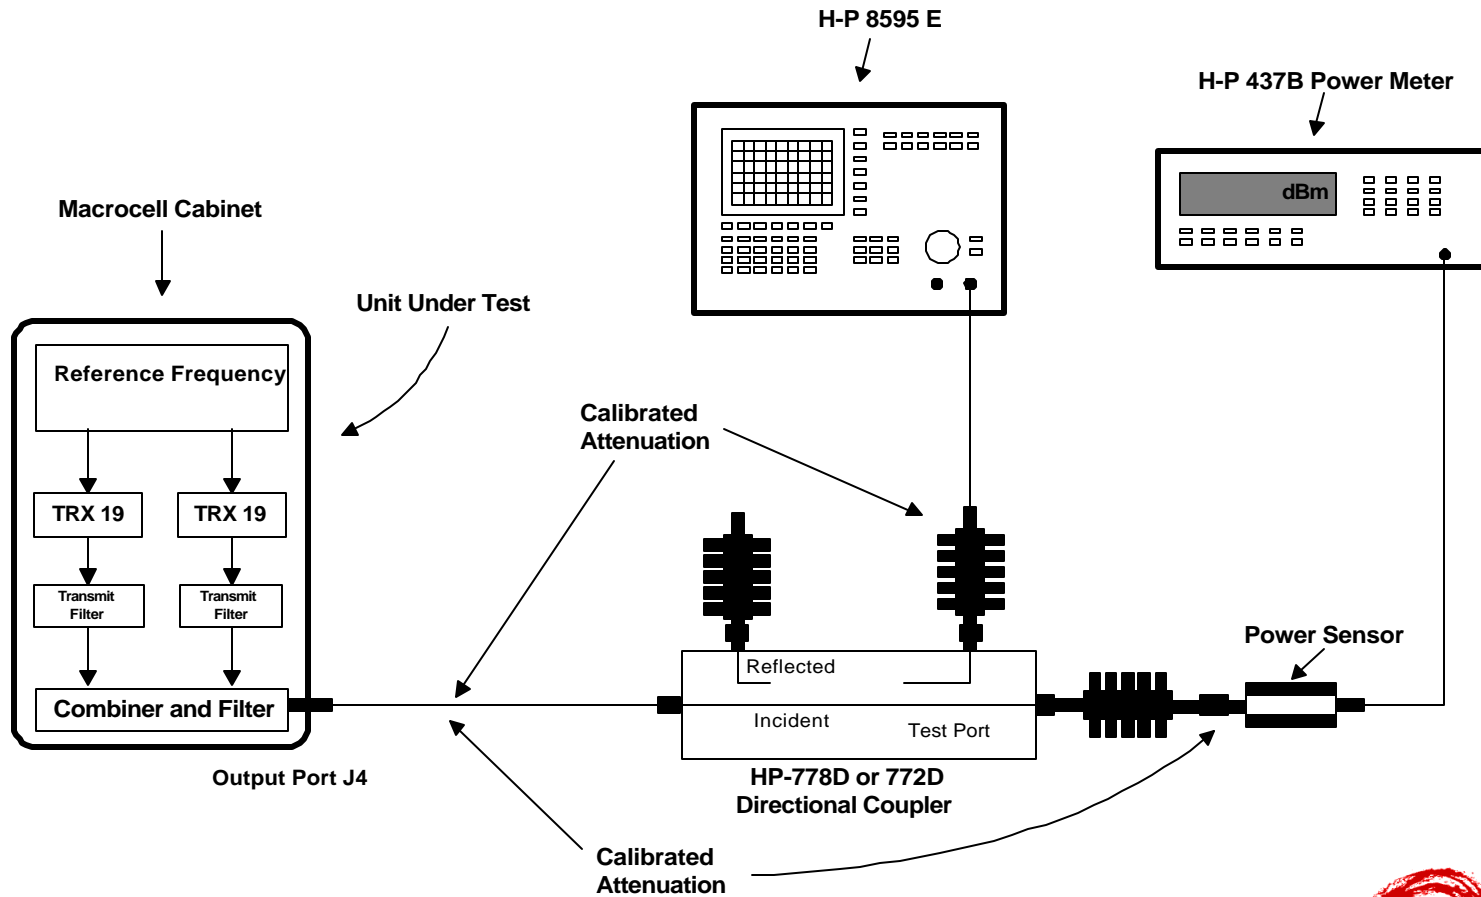 H-P 8595 E
H-P 437B Power Meter
dBm
Macrocell Cabinet
Unit Under Test
Reference Frequency
Calibrated
Attenuation
TRX 19
TRX 19
Transmit
Filter
Transmit
Filter
Combiner and Filter
Output Port J4
Reflected
Incident
Test Port
Power Sensor
HP-778D or 772D
Directional Coupler
Calibrated
Attenuation